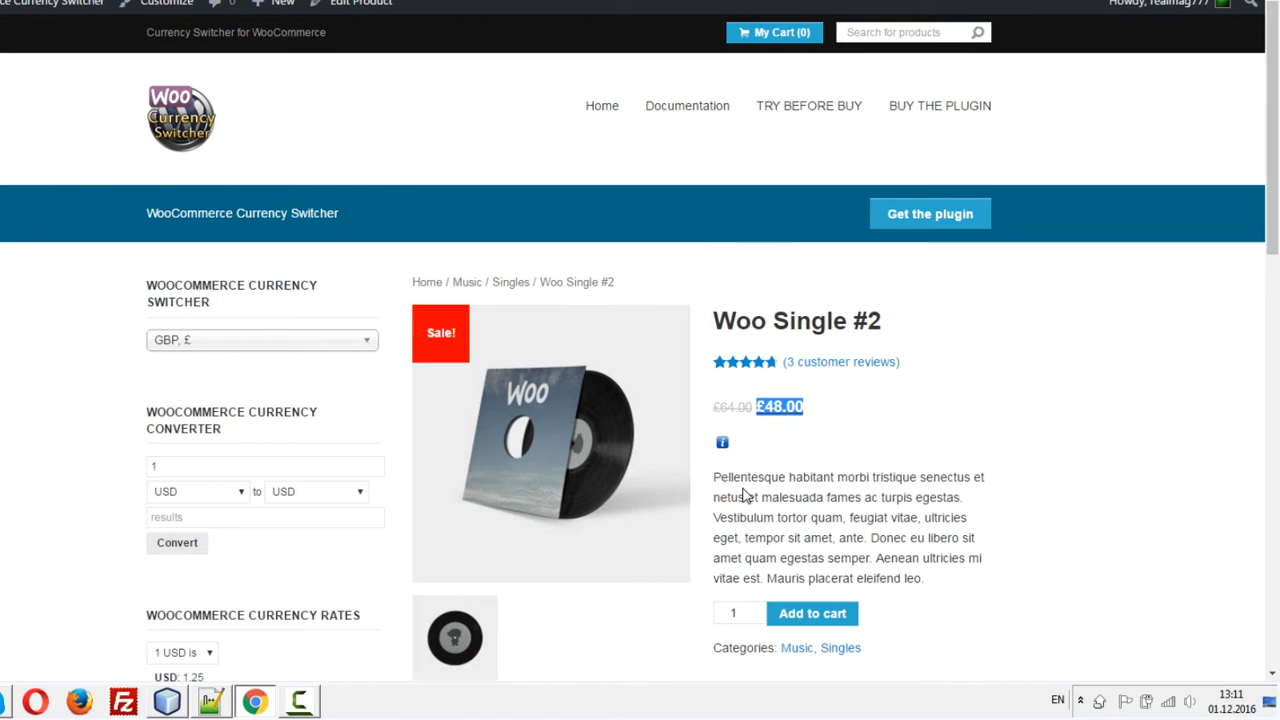 ce Currency Switcher Customize 0 New Edit Product Howdy, realmag777
Currency Switcher for WooCommerce My Cart (0) Search for products
Woo
Currency
Switcher
Home Documentation TRY BEFORE BUY BUY THE PLUGIN
WooCommerce Currency Switcher Get the plugin
WOOCOMMERCE CURRENCY
SWITCHER
GBP, £
WOOCOMMERCE CURRENCY
CONVERTER
1
USD to USD
results
Convert
WOOCOMMERCE CURRENCY RATES
1 USD is
USD: 1.25
Home / Music / Singles / Woo Single #2
Sale!
WOO
Woo Single #2
(3 customer reviews)
£64.00 £48.00
i
Pellentesque habitant morbi tristique senectus et
netus et malesuada fames ac turpis egestas.
Vestibulum tortor quam, feugiat vitae, ultricies
eget, tempor sit amet, ante. Donec eu libero sit
amet quam egestas semper. Aenean ultricies mi
vitae est. Mauris placerat eleifend leo.
1 Add to cart
Categories: Music, Singles
EN 13:11
01.12.2016